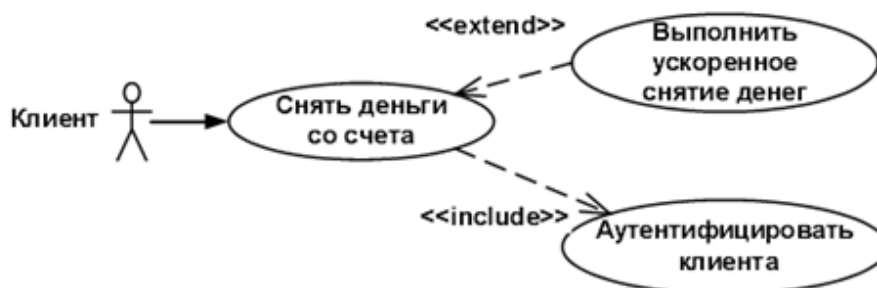 <<extend>>
Выполнить
ускоренное
снятие денег
Клиент
Снять деньги
со счета
<<include>>
Аутентифицировать
клиента